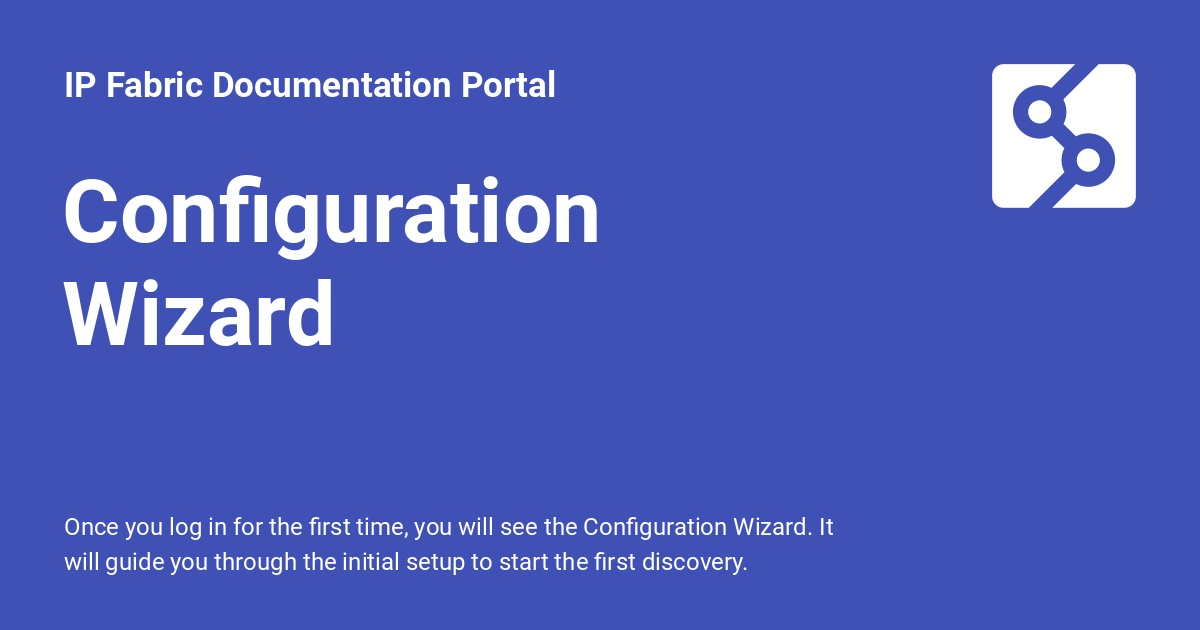 IP Fabric Documentation Portal
Configuration
Wizard
Once you log in for the first time, you will see the Configuration Wizard. It
will guide you through the initial setup to start the first discovery.